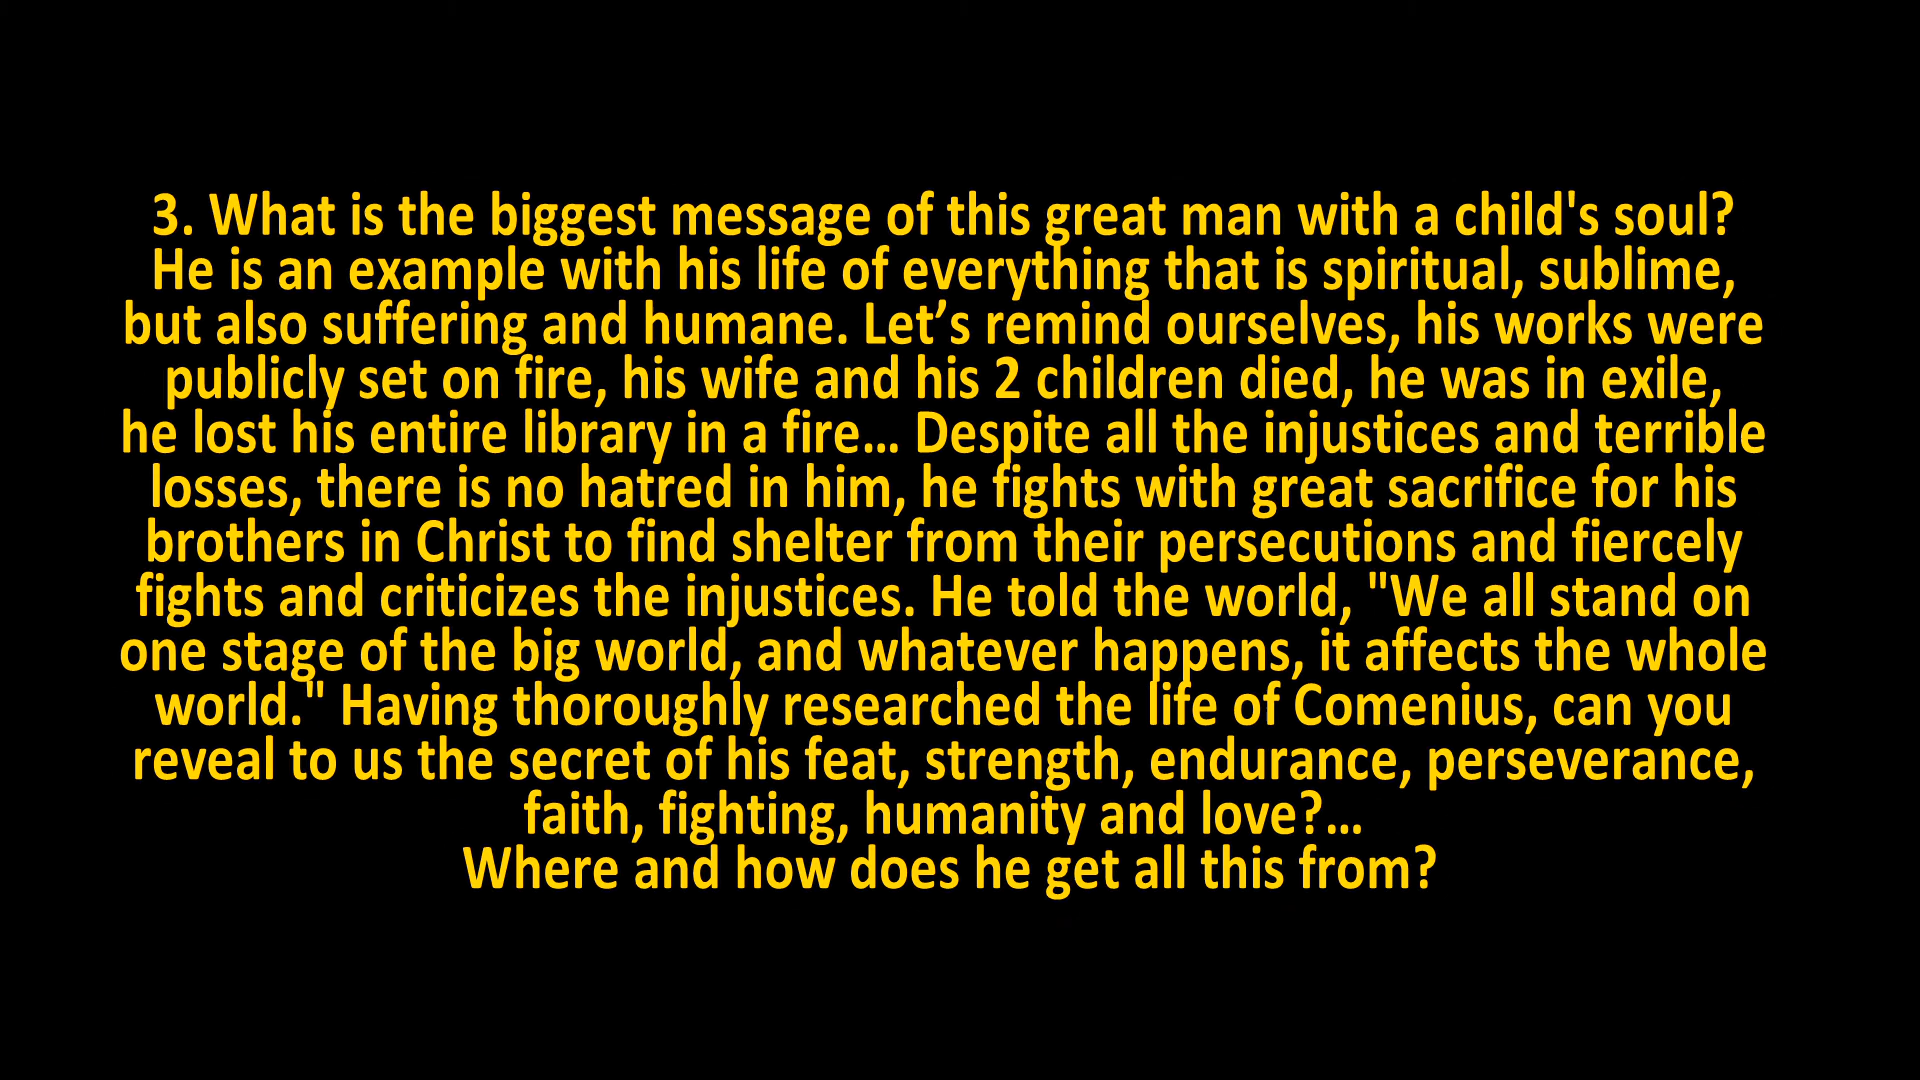 3. What is the biggest message of this great man with a child's soul?
He is an example with his life of everything that is spiritual, sublime,
but also suffering and humane. Let’s remind ourselves, his works were
publicly set on fire, his wife and his 2 children died, he was in exile,
he lost his entire library in a fire... Despite all the injustices and terrible
losses, there is no hatred in him, he fights with great sacrifice for his
brothers in Christ to find shelter from their persecutions and fiercely
fights and criticizes the injustices. He told the world, "We all stand on
one stage of the big world, and whatever happens, it affects the whole
world." Having thoroughly researched the life of Comenius, can you
reveal to us the secret of his feat, strength, endurance, perseverance,
faith, fighting, humanity and love?...
Where and how does he get all this from?